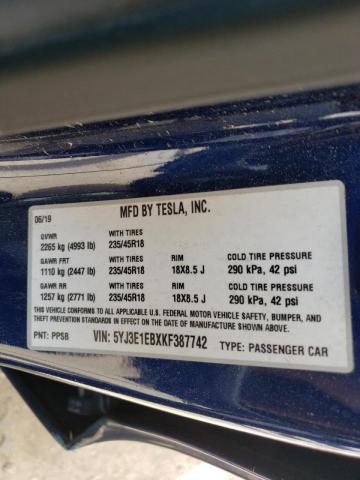 06/19 MFD BY TESLA, INC.
GVWR WITH TIRES
2265 kg (4993 lb) 235/45R18
GAWR FRT WITH TIRES RIM COLD TIRE PRESSURE
1110 kg (2447 lb) 235/45R18 18X8.5 J 290 kPa, 42 psi
GAWR RR WITH TIRES RIM COLD TIRE PRESSURE
1257 kg (2771 lb) 235/45R18 18X8.5 J 290 kPa, 42 psi
THIS VEHICLE CONFORMS TO ALL APPLICABLE U.S. FEDERAL MOTOR VEHICLE SAFETY, BUMPER, AND
THEFT PREVENTION STANDARDS IN EFFECT ON THE DATE OF MANUFACTURE SHOWN ABOVE.
PNT: PPSB VIN: 5YJ3E1EBXKF387742 TYPE: PASSENGER CAR